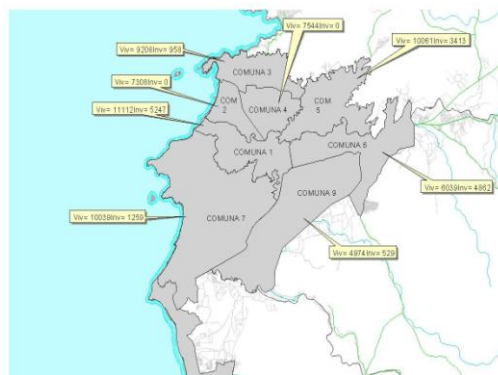 Viv= 7544Inv= 0
Viv= 9208Inv= 958
Viv= 10061Inv= 3413
Viv= 7308Inv= 0
Viv= 11112Inv= 5247
COMUNA 3
COM
2
COMUNA 4
COM
5
COMUNA 1
COMUNA 6
COMUNA 9
COMUNA 7
Viv= 6039Inv= 4862
Viv= 10039Inv= 1259
Viv= 4974Inv= 529